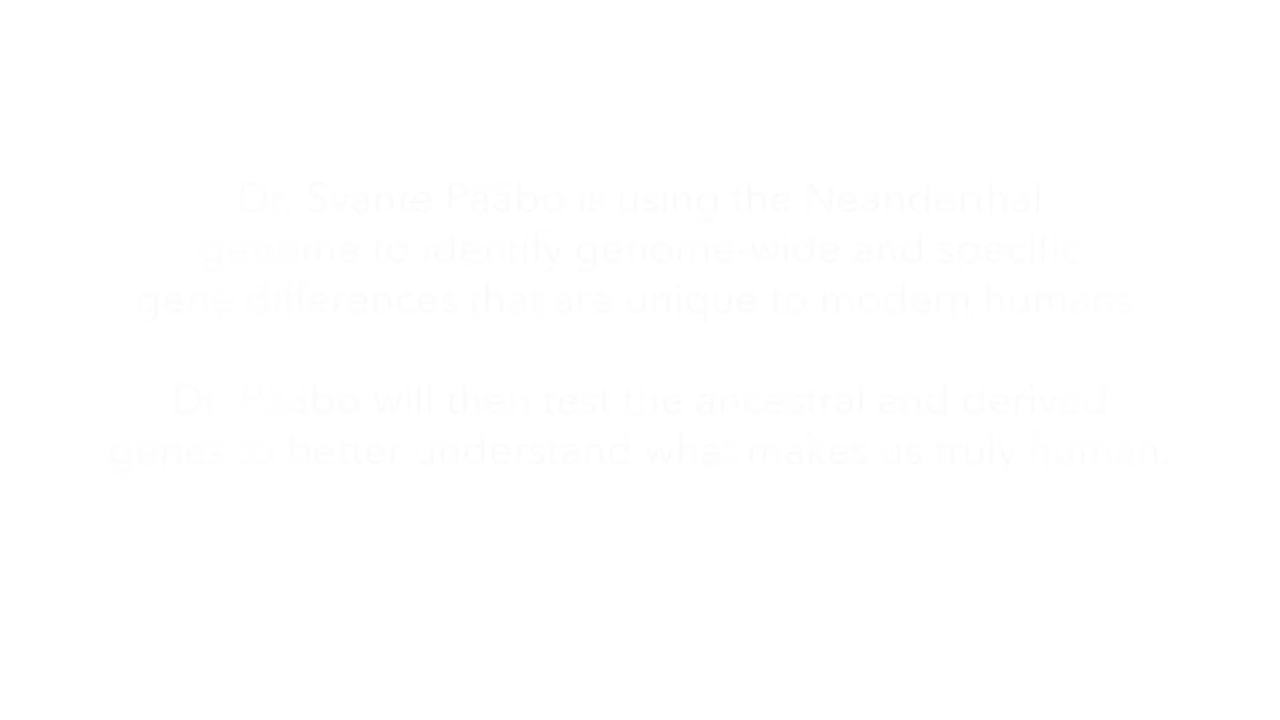 Dr. Svante Pääbo is using the Neanderthal
genome to identify genome-wide and specific
gene differences that are unique to modern humans.
Dr. Pääbo will then test the ancestral and derived
genes to better understand what makes us truly human.